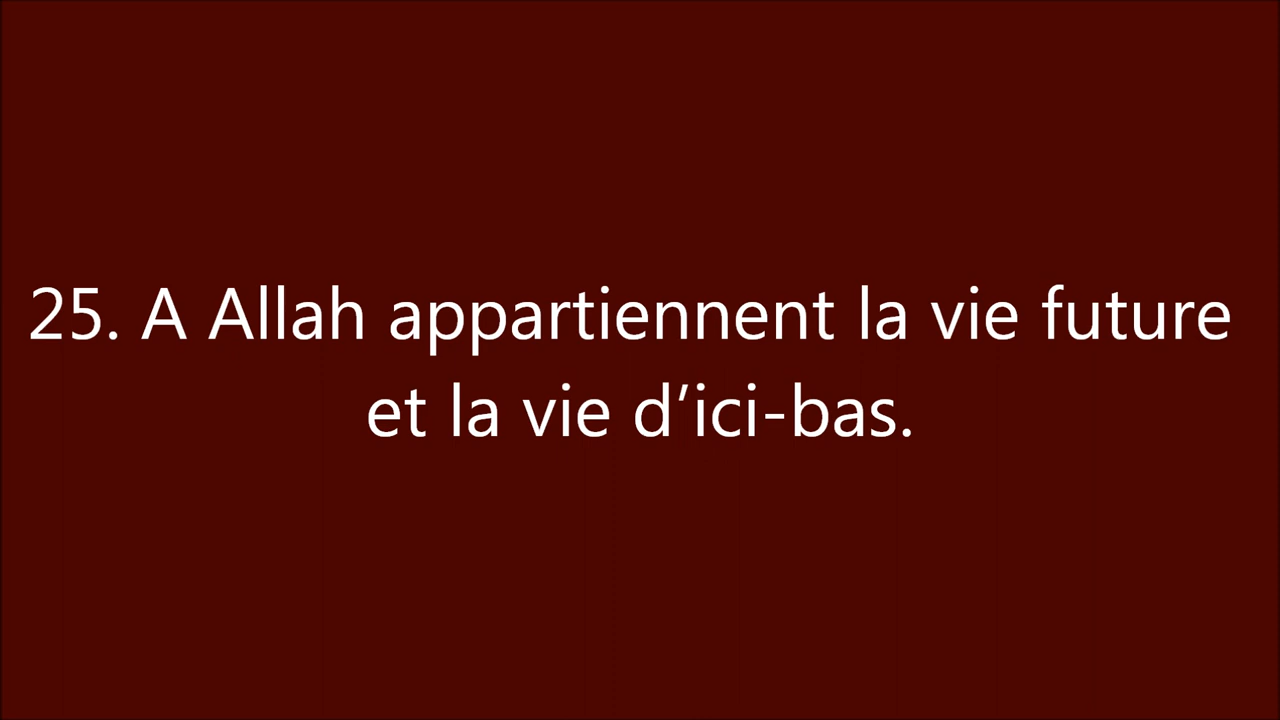 25. A Allah appartiennent la vie future
et la vie d’ici-bas.